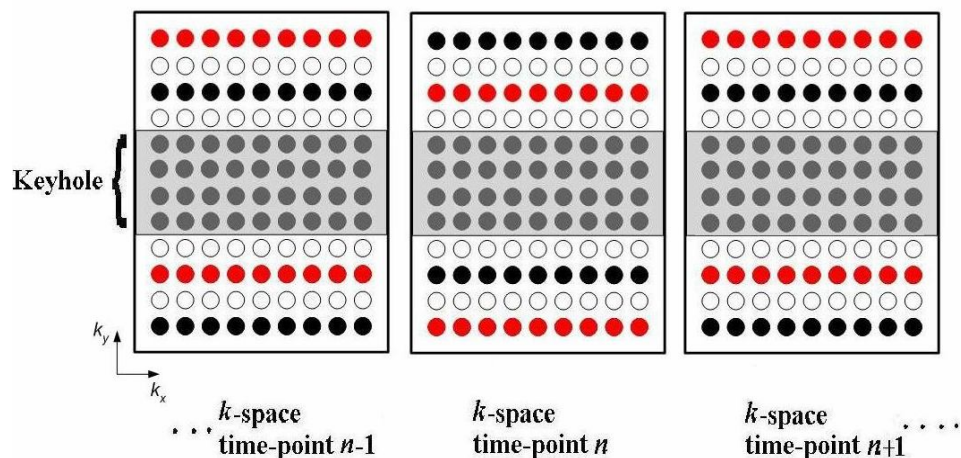 Keyhole
k_y
k_x
... k-space
time-point n-1
k-space
time-point n
k-space
time-point n+1 ....